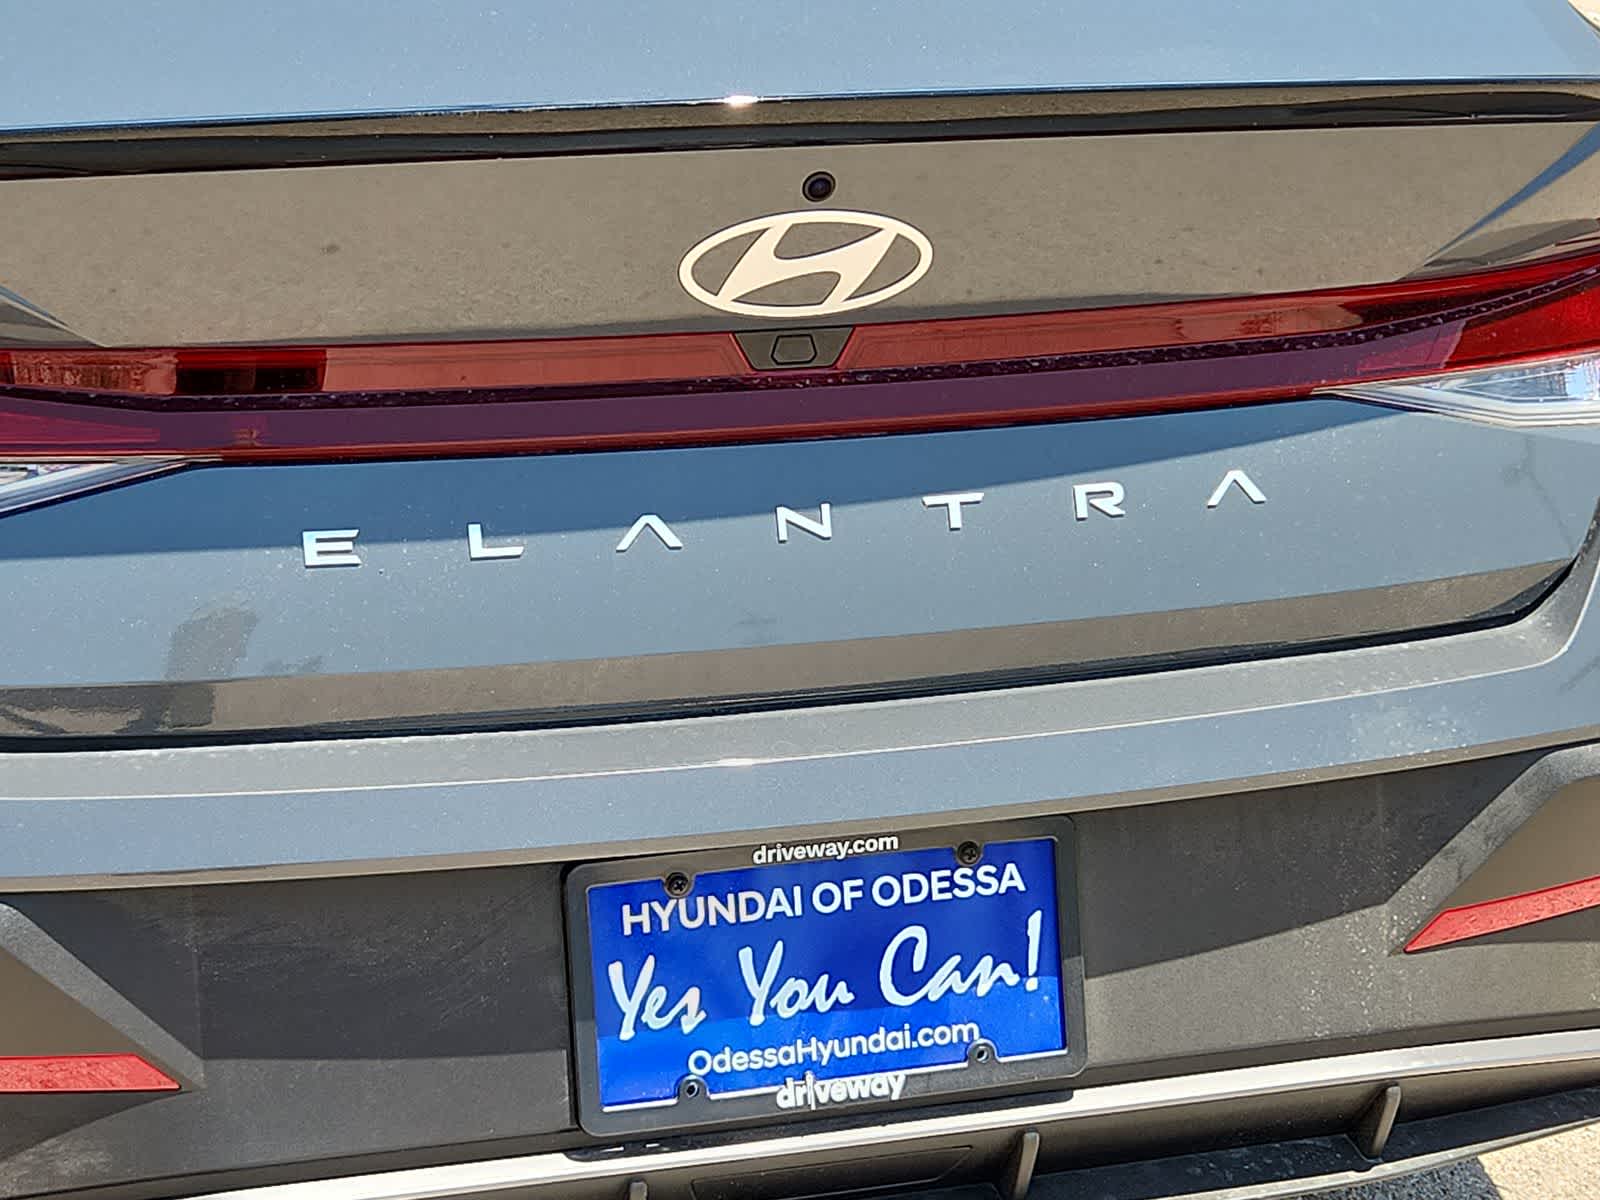 ELANTRA
driveway.com
HYUNDAI OF ODESSA
Yes You Can!
OdessaHyundai.com
driveway